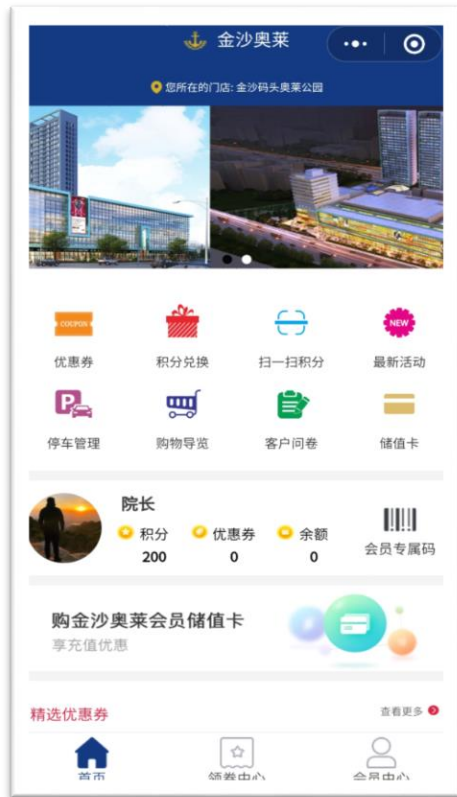 金沙奥莱
您所在的门店: 金沙码头奥莱公园
COUPON
NEW
优惠券 积分兑换 扫一扫积分 最新活动
P
停车管理 购物导览 客户问卷 储值卡
院长
积分 优惠券 余额
200 0 0
会员专属码
购金沙奥莱会员储值卡
享充值优惠
精选优惠券 查看更多
首页 领券中心 会员中心